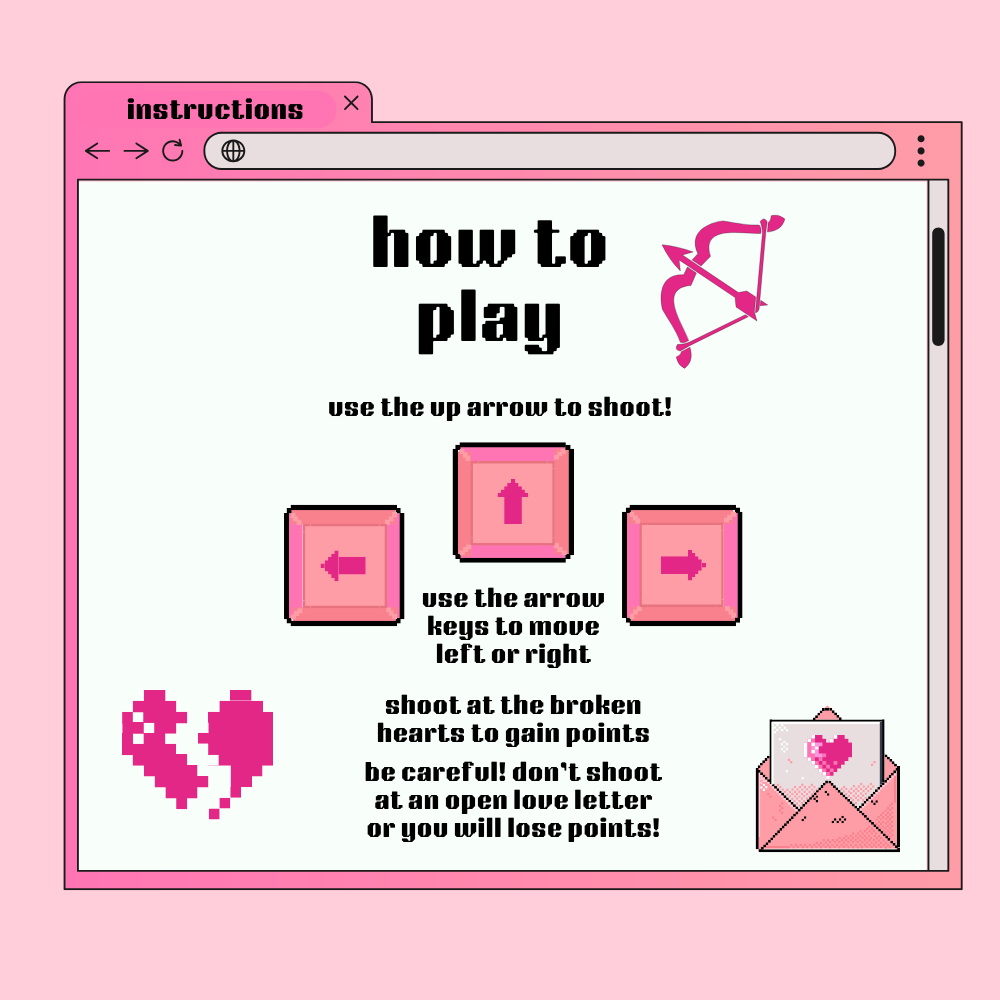 instructions
how to
play
use the up arrow to shoot!
use the arrow
keys to move
left or right
shoot at the broken
hearts to gain points
be careful! don't shoot
at an open love letter
or you will lose points!